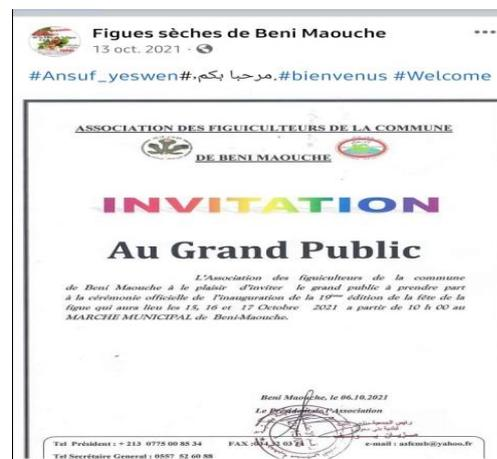 Figues sèches de Beni Maouche
13 oct. 2021 ·
#Ansuf_yeswen#.مرحبا بكم.#bienvenus #Welcome
ASSOCIATION DES FIGUICULTEURS DE LA COMMUNE
DE BENI MAOUCHE
INVITATION
Au Grand Public
L'Association des figuiculteurs de la commune
de Beni Maouche à le plaisir d'inviter le grand public à prendre part
à la cérémonie officielle de l'inauguration de la 19ème édition de la fête de la
figue qui aura lieu les 15, 16 et 17 Octobre 2021 a partir de 10 h 00 au
MARCHE MUNICIPAL de Beni-Maouche.
Beni Maouche, le 06.10.2021
Le Président de l'Association
رئيس الجمعية
Tel Président : + 213 0775 00 85 34 FAX : e-mail : asfcmb@yahoo.fr
Tel Secrétaire General : 0557 52 60 88